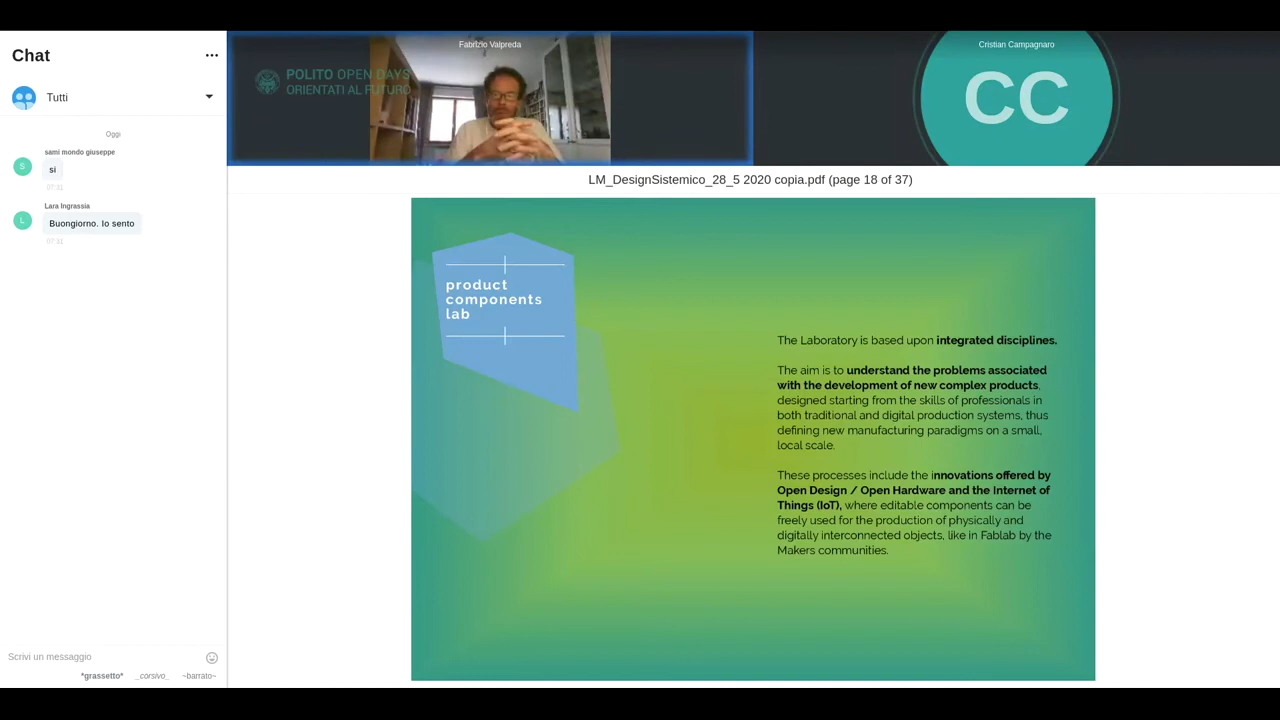 Chat
Tutti
Oggi
sami mondo giuseppe
S
si
07:31
Lara Ingrassia
L
Buongiorno. Io sento
07:31
Scrivi un messaggio
*grassetto* _corsivo_ ~barrato~
Fabrizio Valpreda
POLITO OPEN DAYS
ORIENTATI AL FUTURO
Cristian Campagnaro
CC
LM_DesignSistemico_28_5 2020 copia.pdf (page 18 of 37)
product
components
lab
The Laboratory is based upon integrated disciplines.
The aim is to understand the problems associated
with the development of new complex products,
designed starting from the skills of professionals in
both traditional and digital production systems, thus
defining new manufacturing paradigms on a small,
local scale.
These processes include the innovations offered by
Open Design / Open Hardware and the Internet of
Things (IoT), where editable components can be
freely used for the production of physically and
digitally interconnected objects, like in Fablab by the
Makers communities.